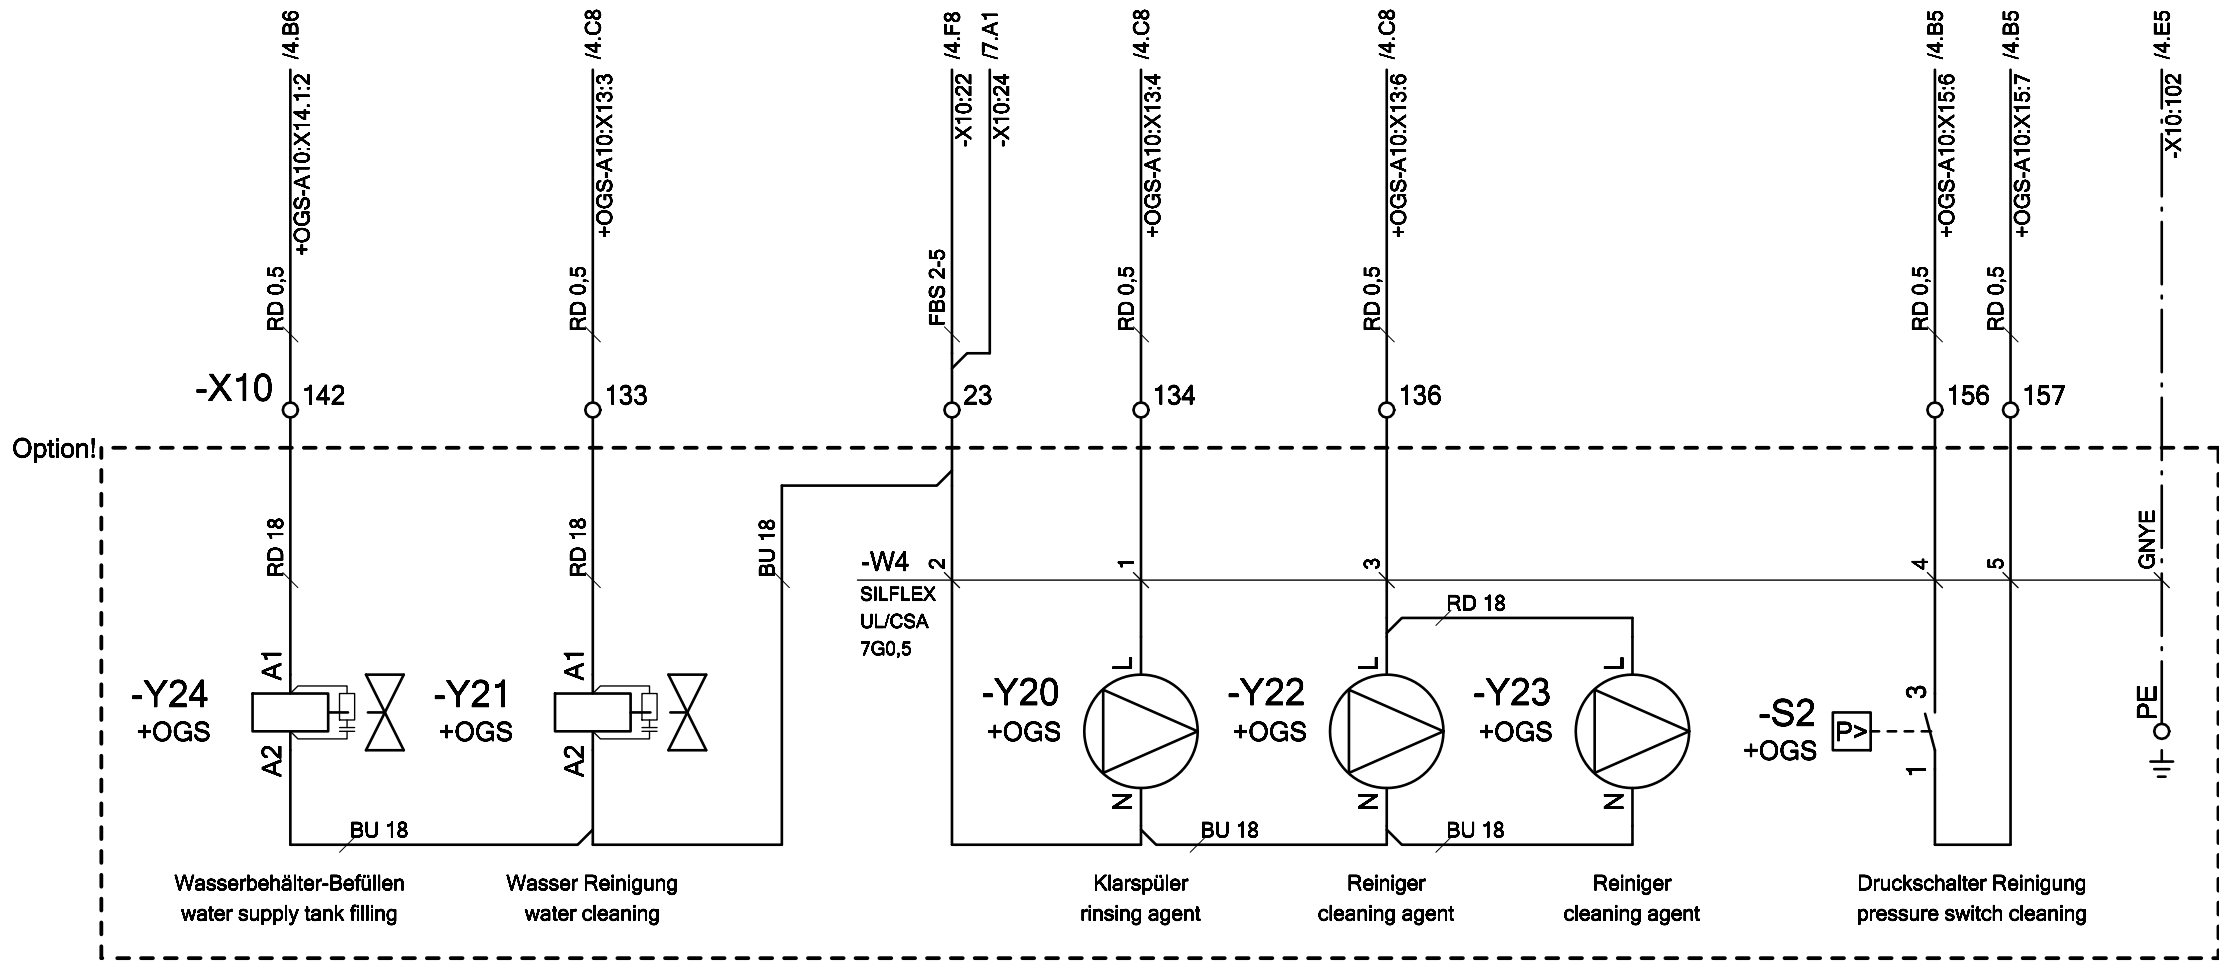 /4.B6
/4.C8
/4.F8
/7.A1
/4.C8
/4.C8
/4.B5
/4.B5
/4.E5
+OGS-A10:X14.1:2
+OGS-A10:X13:3
-X10:22
-X10:24
+OGS-A10:X13:4
+OGS-A10:X13:6
+OGS-A10:X15:6
+OGS-A10:X15:7
-X10:102
RD 0,5
RD 0,5
FBS 2-5
RD 0,5
RD 0,5
RD 0,5
RD 0,5
-X10
142
133
23
134
136
156
157
Option!
RD 18
RD 18
BU 18
-W4
SILFLEX
UL/CSA
7G0,5
2
1
3
4
5
GNYE
RD 18
A1
A1
L
L
L
3
PE
-Y24
+OGS
-Y21
+OGS
-Y20
+OGS
-Y22
+OGS
-Y23
+OGS
-S2
+OGS
P>
A2
A2
N
N
N
1
BU 18
BU 18
BU 18
Wasserbehälter-Befüllen
water supply tank filling
Wasser Reinigung
water cleaning
Klarspüler
rinsing agent
Reiniger
cleaning agent
Reiniger
cleaning agent
Druckschalter Reinigung
pressure switch cleaning